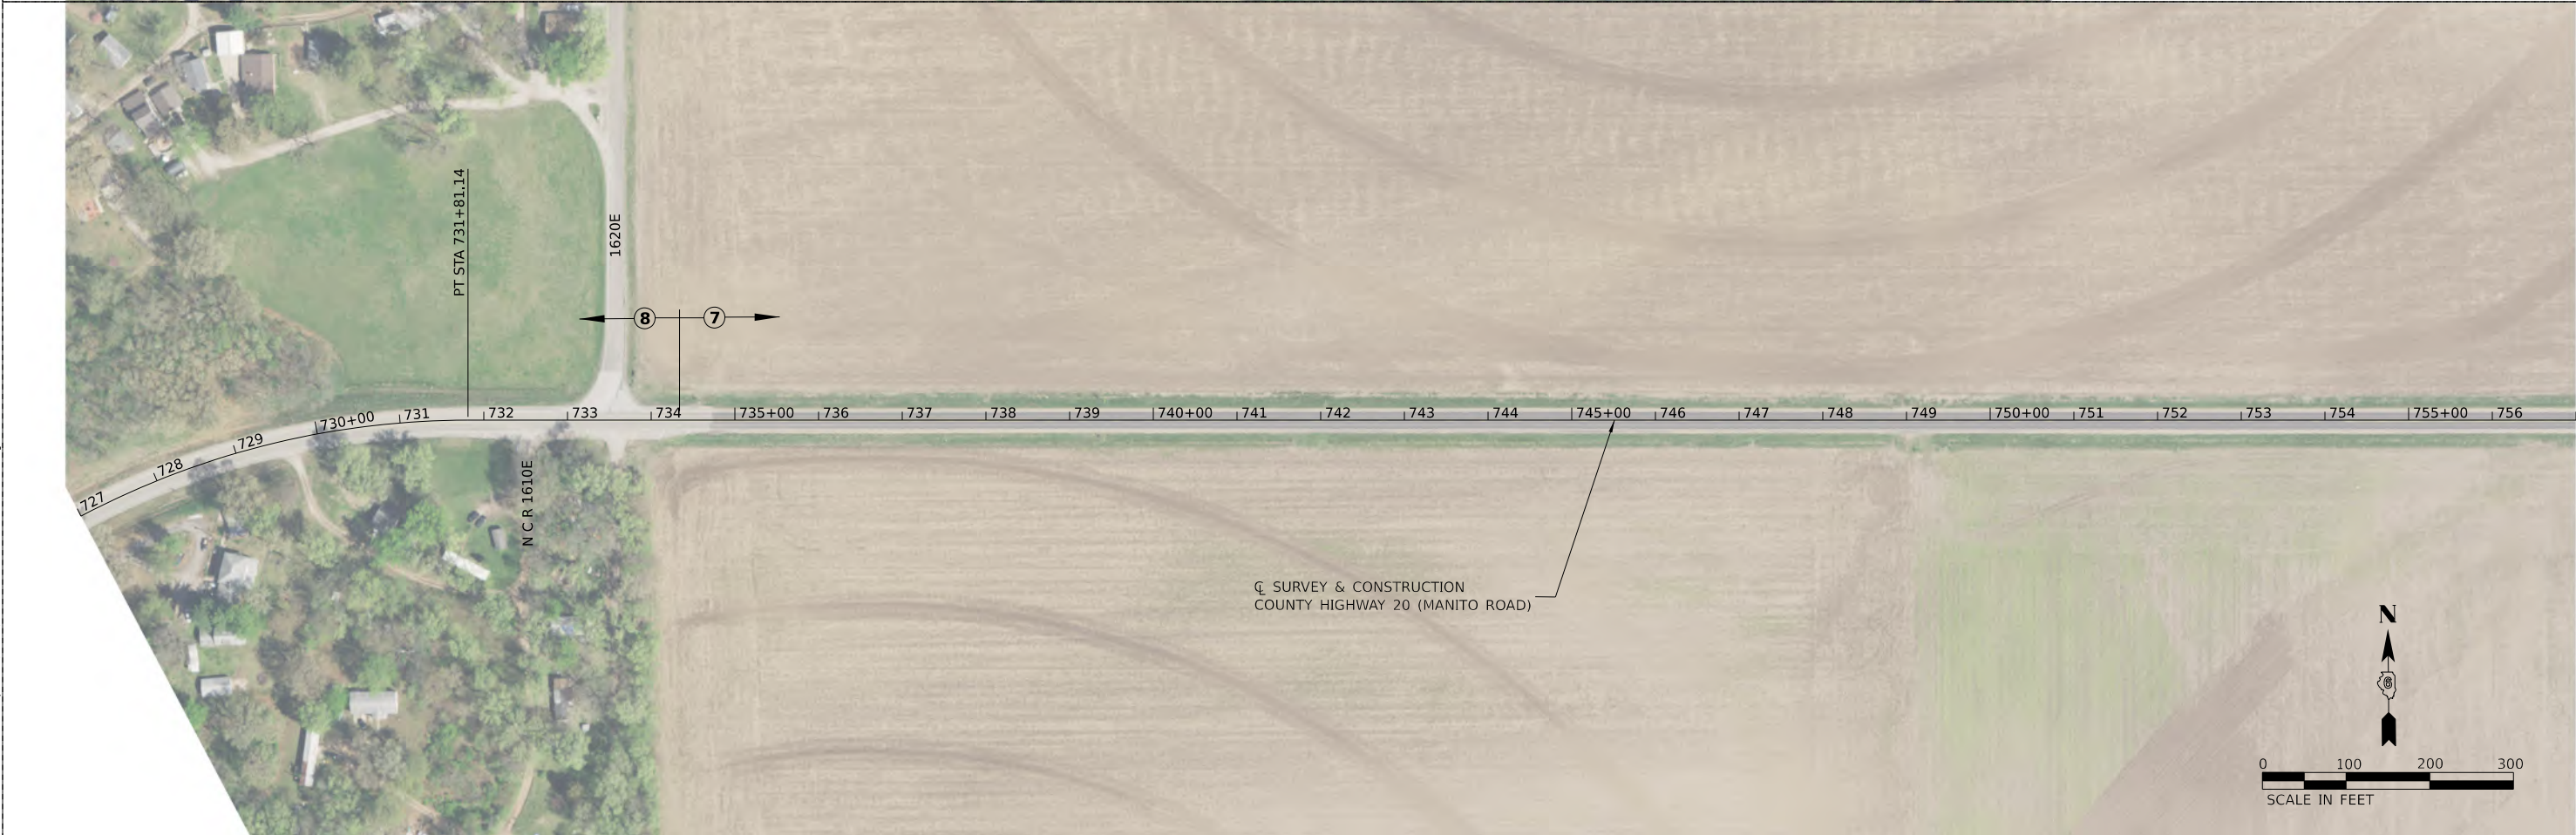 PT STA 731+81.14
1620E
8 7
727 728 729 730+00 731 732 733 734 735+00 736 737 738 739 740+00 741 742 743 744 745+00 746 747 748 749 750+00 751 752 753 754 755+00 756
N C R 1610E
℄ SURVEY & CONSTRUCTION
COUNTY HIGHWAY 20 (MANITO ROAD)
N
6
0 100 200 300
SCALE IN FEET